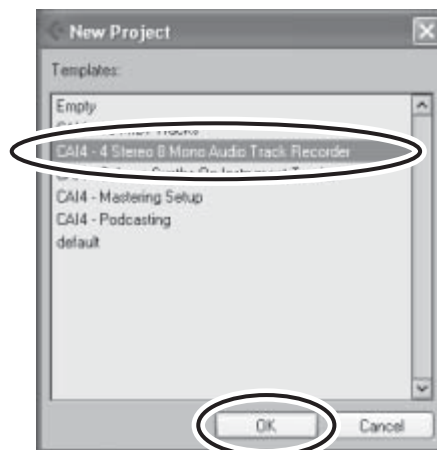 New Project
Templates:
Empty
CAI4 - 4 Stereo 8 Mono Audio Track Recorder
CAI4 - Mastering Setup
CAI4 - Podcasting
default
OK Cancel